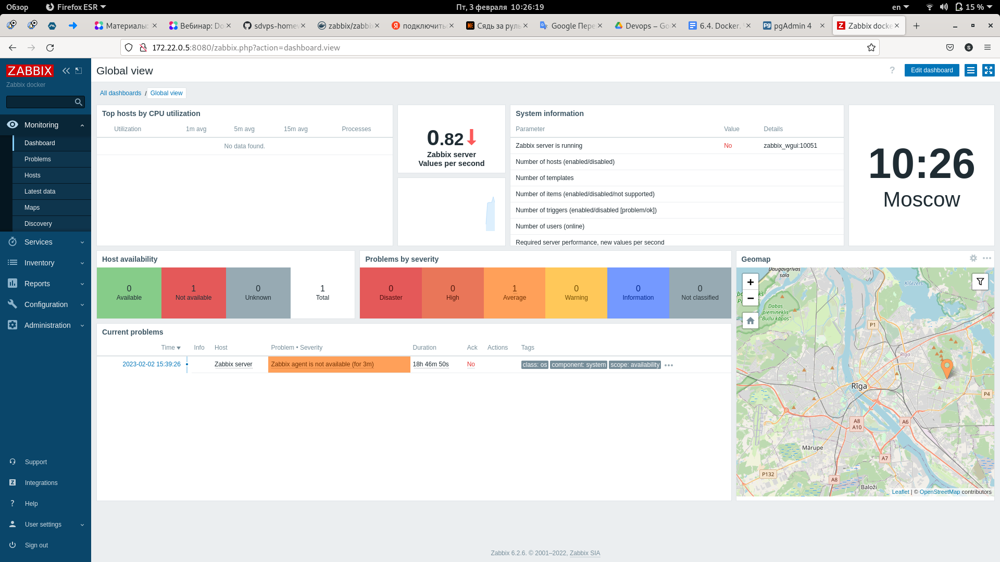 Обзор
Firefox ESR
Пт, 3 февраля 10:26:19
en
15 %
Материалы:
Вебинар: Do
sdvps-homew
zabbix/zabbix
подключитьс
Сядь за руль
Google Пере
Devops – Go
6.4. Docker.
pgAdmin 4
Zabbix docke
172.22.0.5:8080/zabbix.php?action=dashboard.view
S
ZABBIX
Zabbix docker
Monitoring
Dashboard
Problems
Hosts
Latest data
Maps
Discovery
Services
Inventory
Reports
Configuration
Administration
Support
Integrations
Help
User settings
Sign out
Global view
?
Edit dashboard
All dashboards / Global view
Top hosts by CPU utilization
Utilization 1m avg 5m avg 15m avg Processes
No data found.
0.82
Zabbix server
Values per second
System information
Parameter Value Details
Zabbix server is running No zabbix_wgui:10051
Number of hosts (enabled/disabled)
Number of templates
Number of items (enabled/disabled/not supported)
Number of triggers (enabled/disabled [problem/ok])
Number of users (online)
Required server performance, new values per second
10:26
Moscow
Host availability
0 1 0 1
Available Not available Unknown Total
Problems by severity
0 0 1 0 0 0
Disaster High Average Warning Information Not classified
Current problems
Time Info Host Problem • Severity Duration Ack Actions Tags
2023-02-02 15:39:26 Zabbix server Zabbix agent is not available (for 3m) 18h 46m 50s No class: os component: system scope: availability
Geomap
+
−
Daugavgrīvas
sala
Ķīšezers
Dabas
piemineklis
"Buļļu kāpas"
P1
Rīga
Rīga
P4
A8
A10
A6
Mārupe
A7
P132
A8
Baloži
Leaflet | © OpenStreetMap contributors
Zabbix 6.2.6. © 2001–2022, Zabbix SIA